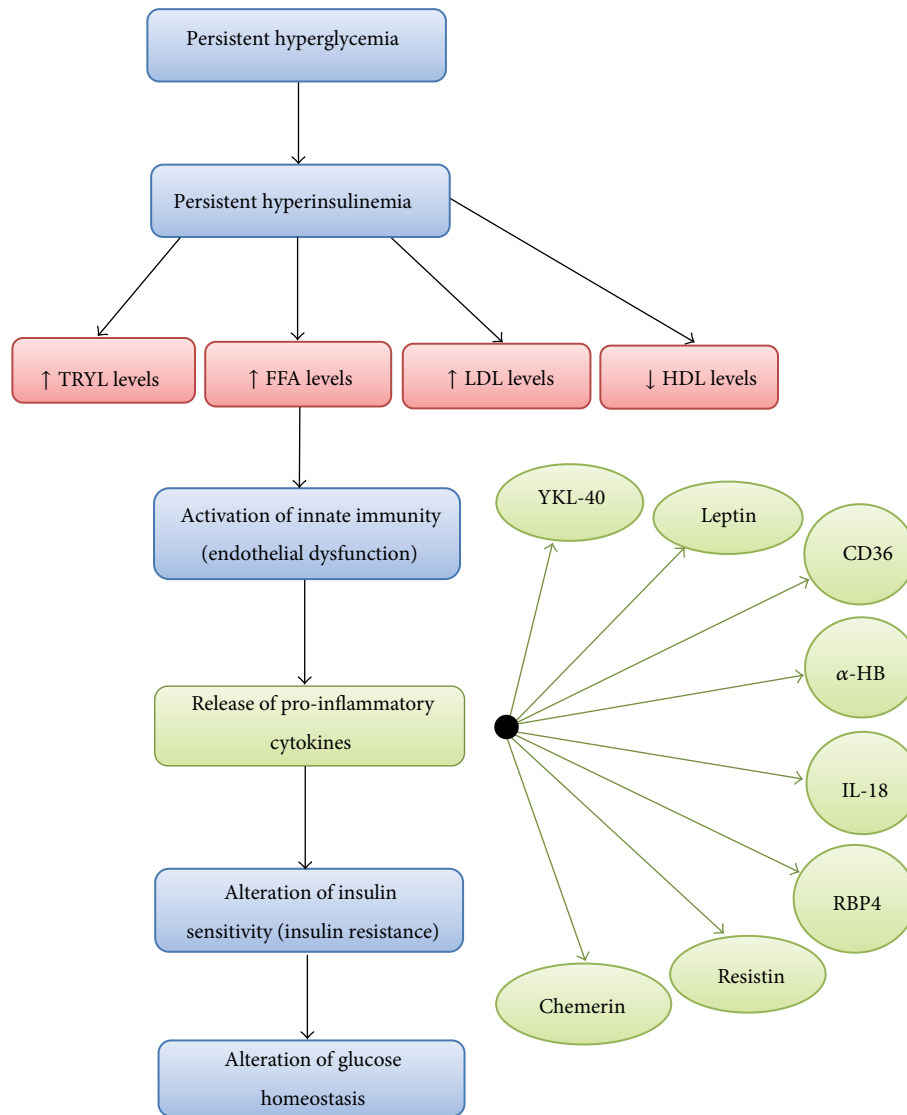 Persistent hyperglycemia
Persistent hyperinsulinemia
↑ TRYL levels
↑ FFA levels
↑ LDL levels
↓ HDL levels
Activation of innate immunity
(endothelial dysfunction)
Release of pro-inflammatory
cytokines
Alteration of insulin
sensitivity (insulin resistance)
Alteration of glucose
homeostasis
YKL-40
Leptin
CD36
α-HB
IL-18
RBP4
Resistin
Chemerin